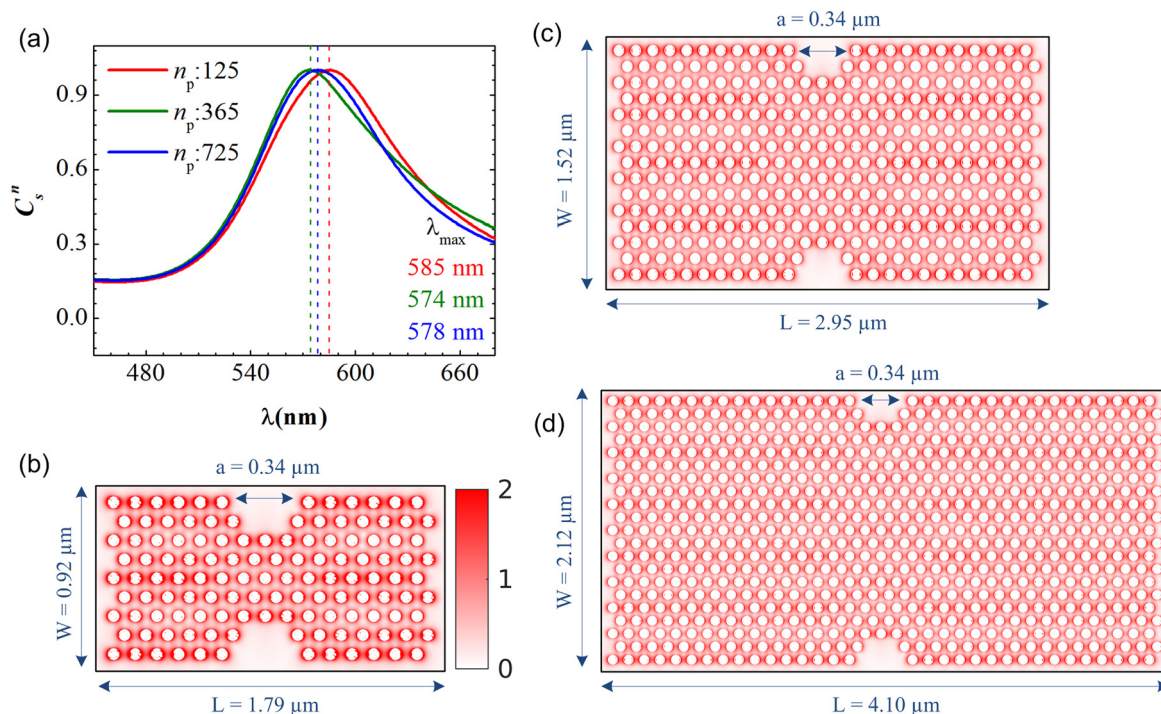 (a)
n_p:125
n_p:365
n_p:725
0.9
0.6
0.3
0.0
C_s^n
λ_max
585 nm
574 nm
578 nm
480
540
600
660
λ(nm)
(b)
a = 0.34 µm
W = 0.92 µm
L = 1.79 µm
2
1
0
(c)
a = 0.34 µm
W = 1.52 µm
L = 2.95 µm
(d)
a = 0.34 µm
W = 2.12 µm
L = 4.10 µm